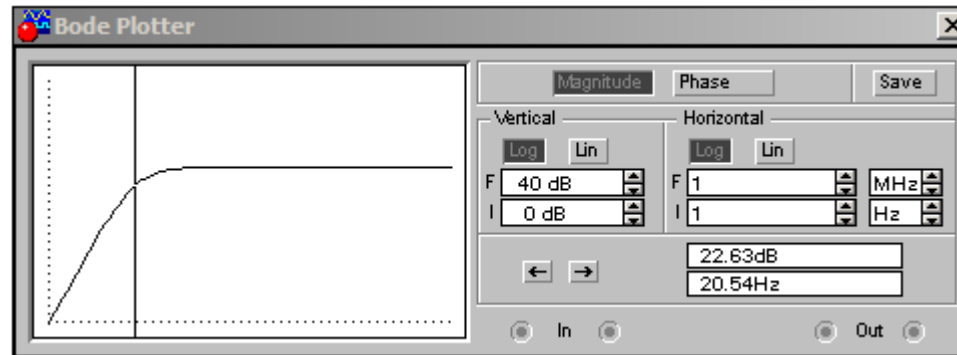 Bode Plotter
Magnitude Phase Save
Vertical Horizontal
Log Lin Log Lin
F 40 dB F 1 MHz
I 0 dB I 1 Hz
← → 22.63dB
20.54Hz
In Out